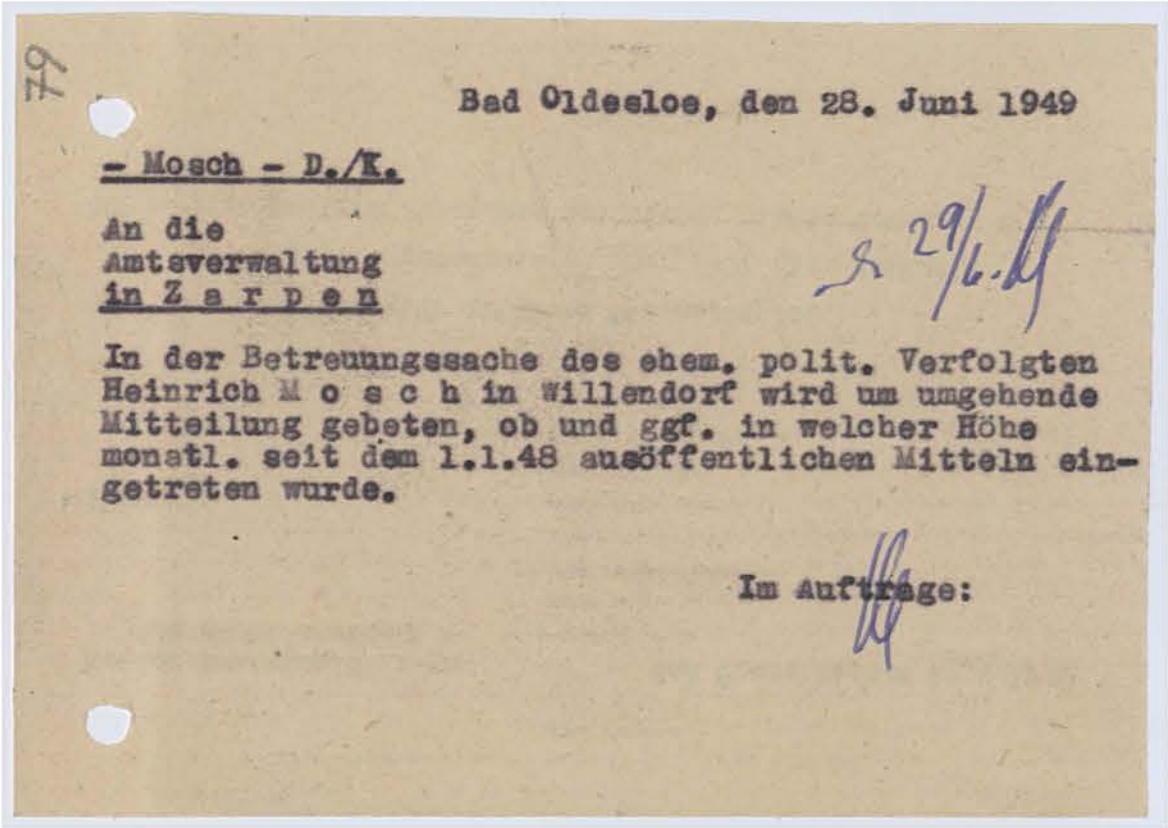 79
Bad Oldesloe, den 28. Juni 1949
- Mosch - D./K.
An die
Amtsverwaltung
in Z a r p e n
29/6.
In der Betreuungssache des ehem. polit. Verfolgten
Heinrich M o s c h in Willendorf wird um umgehende
Mitteilung gebeten, ob und ggf. in welcher Höhe
monatl. seit dem 1.1.48 ausöffentlichen Mitteln ein-
getreten wurde.
Im Auftrage: